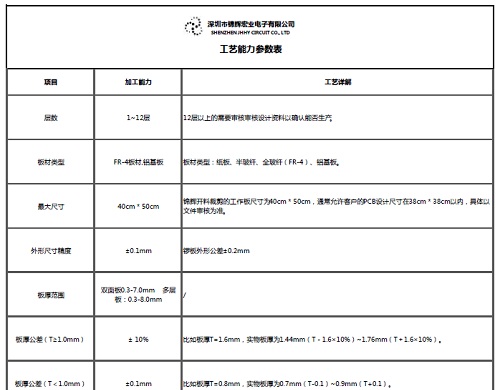 深圳市锦辉宏业电子有限公司
SHENZHEN JHHY CIRCUIT CO., LTD
工艺能力参数表
项目 加工能力 工艺详解
层数 1~12层 12层以上的需要审核审核设计资料以确认能否生产
板材类型 FR-4板材,铝基板 板材类型：纸板、半玻纤、全玻纤（FR-4）、铝基板。
最大尺寸 40cm * 50cm 锦辉开料裁剪的工作板尺寸为40cm * 50cm，通常允许客户的PCB设计尺寸在38cm * 38cm以内，具体以
文件审核为准。
外形尺寸精度 ±0.1mm 锣板外形公差±0.2mm
板厚范围 双面板0.3-7.0mm 多层
板：0.3-8.0mm /
板厚公差（T≥1.0mm） ± 10% 比如板厚T=1.6mm，实物板厚为1.44mm（T﹣1.6×10%）~1.76mm（T＋1.6×10%）。
板厚公差（T＜1.0mm） ±0.1mm 比如板厚T=0.8mm，实物板厚为0.7mm（T-0.1）~0.9mm（T+0.1）。